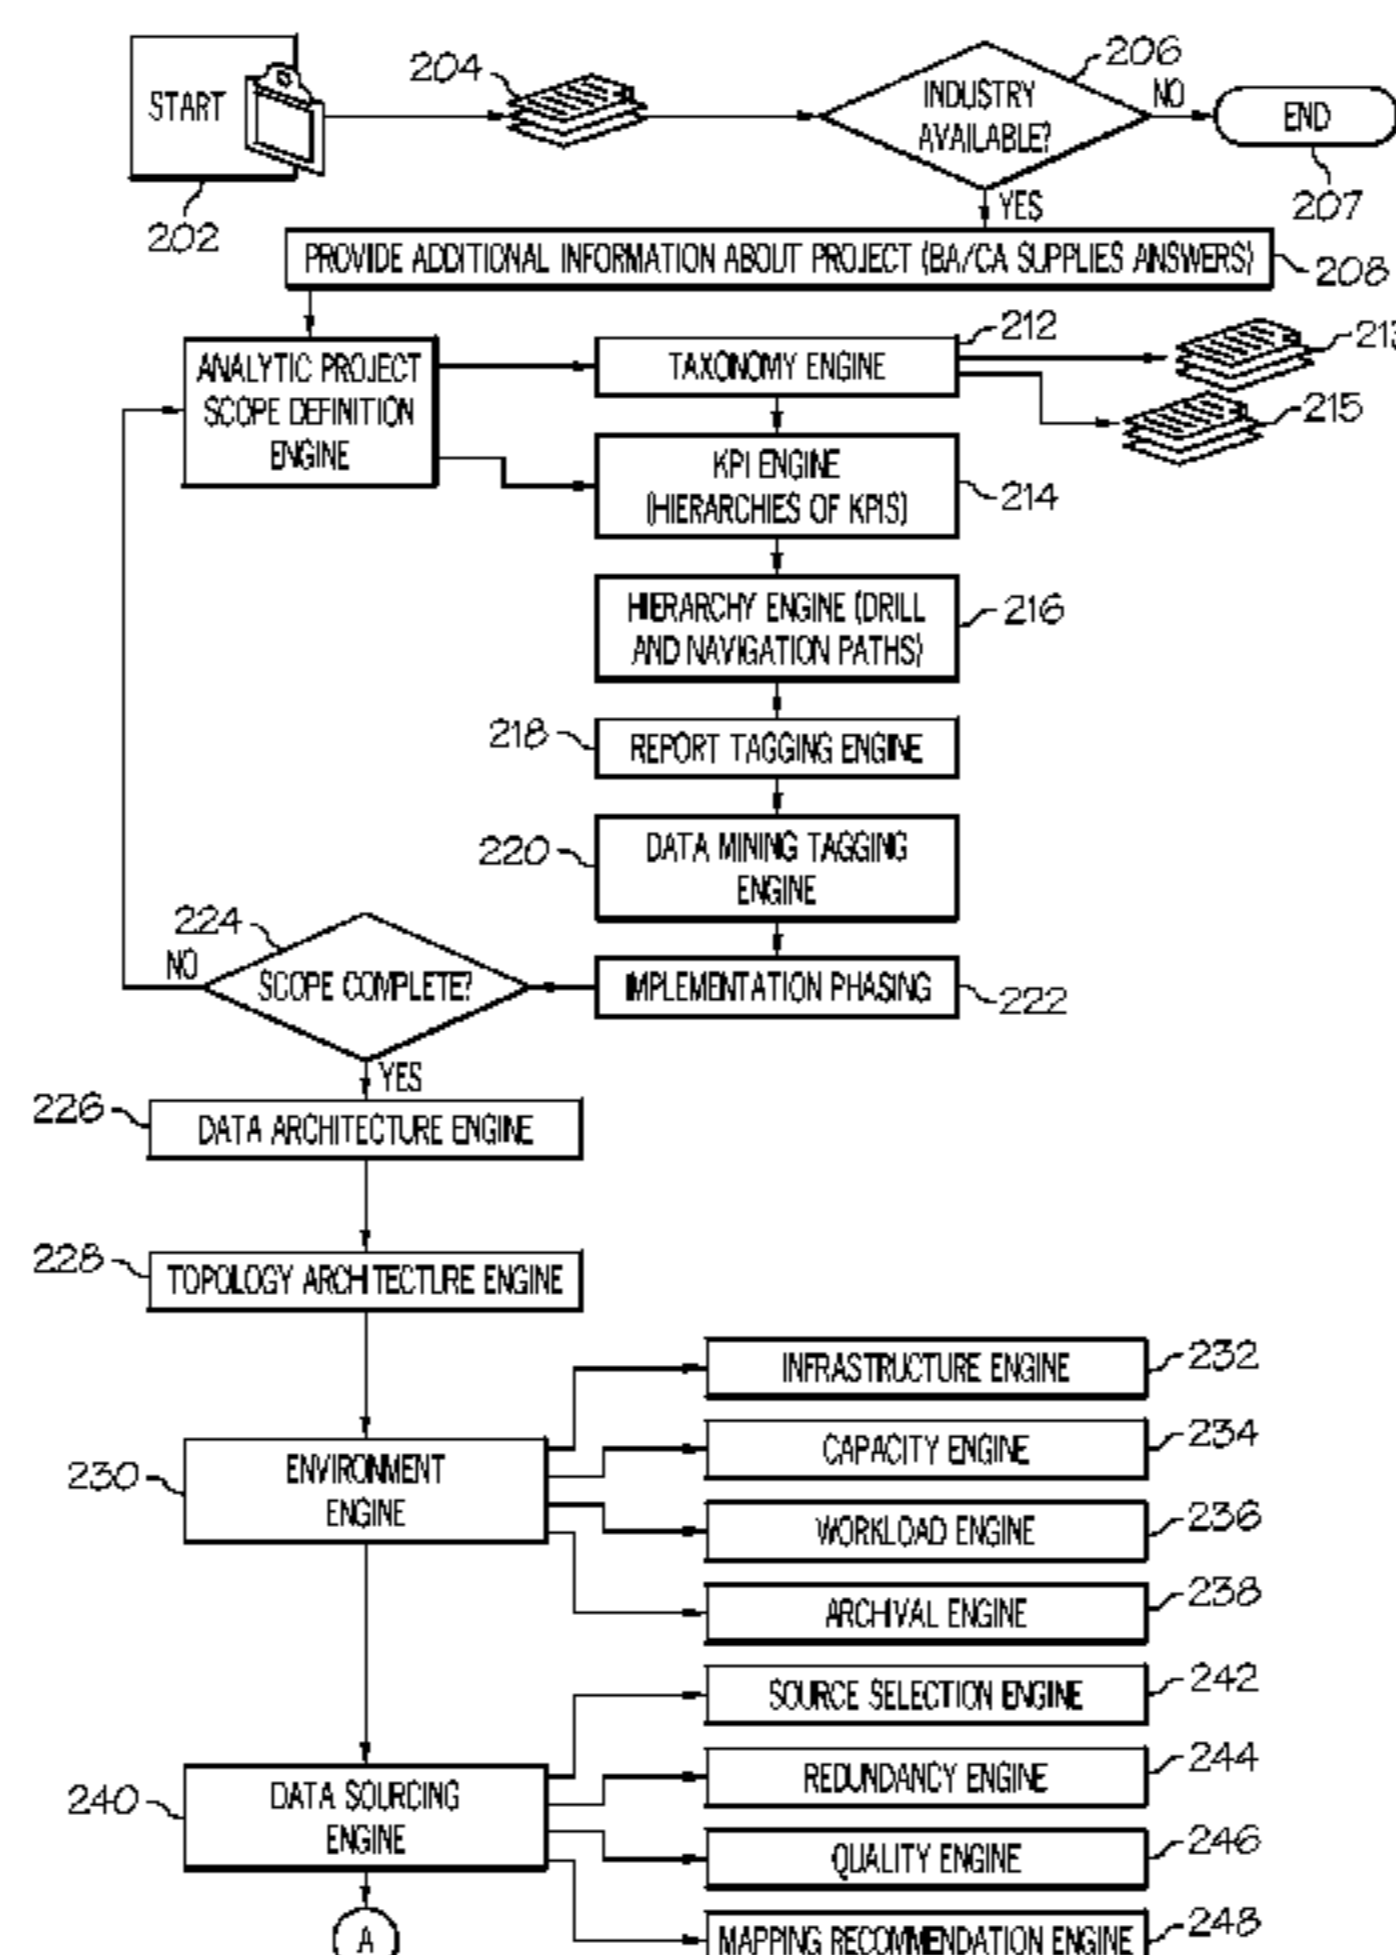 START
202
204
206
INDUSTRY
AVAILABLE?
NO
END
207
YES
PROVIDE ADDITIONAL INFORMATION ABOUT PROJECT (BA/CA SUPPLIES ANSWERS)
208
ANALYTIC PROJECT
SCOPE DEFINITION
ENGINE
TAXONOMY ENGINE
212
213
215
KPI ENGINE
(HIERARCHIES OF KPIS)
214
HIERARCHY ENGINE (DRILL
AND NAVIGATION PATHS)
216
218
REPORT TAGGING ENGINE
220
DATA MINING TAGGING
ENGINE
224
NO
SCOPE COMPLETE?
IMPLEMENTATION PHASING
222
YES
226
DATA ARCHITECTURE ENGINE
228
TOPOLOGY ARCHITECTURE ENGINE
230
ENVIRONMENT
ENGINE
INFRASTRUCTURE ENGINE
232
CAPACITY ENGINE
234
WORKLOAD ENGINE
236
ARCHIVAL ENGINE
238
240
DATA SOURCING
ENGINE
SOURCE SELECTION ENGINE
242
REDUNDANCY ENGINE
244
QUALITY ENGINE
246
MAPPING RECOMMENDATION ENGINE
248
A